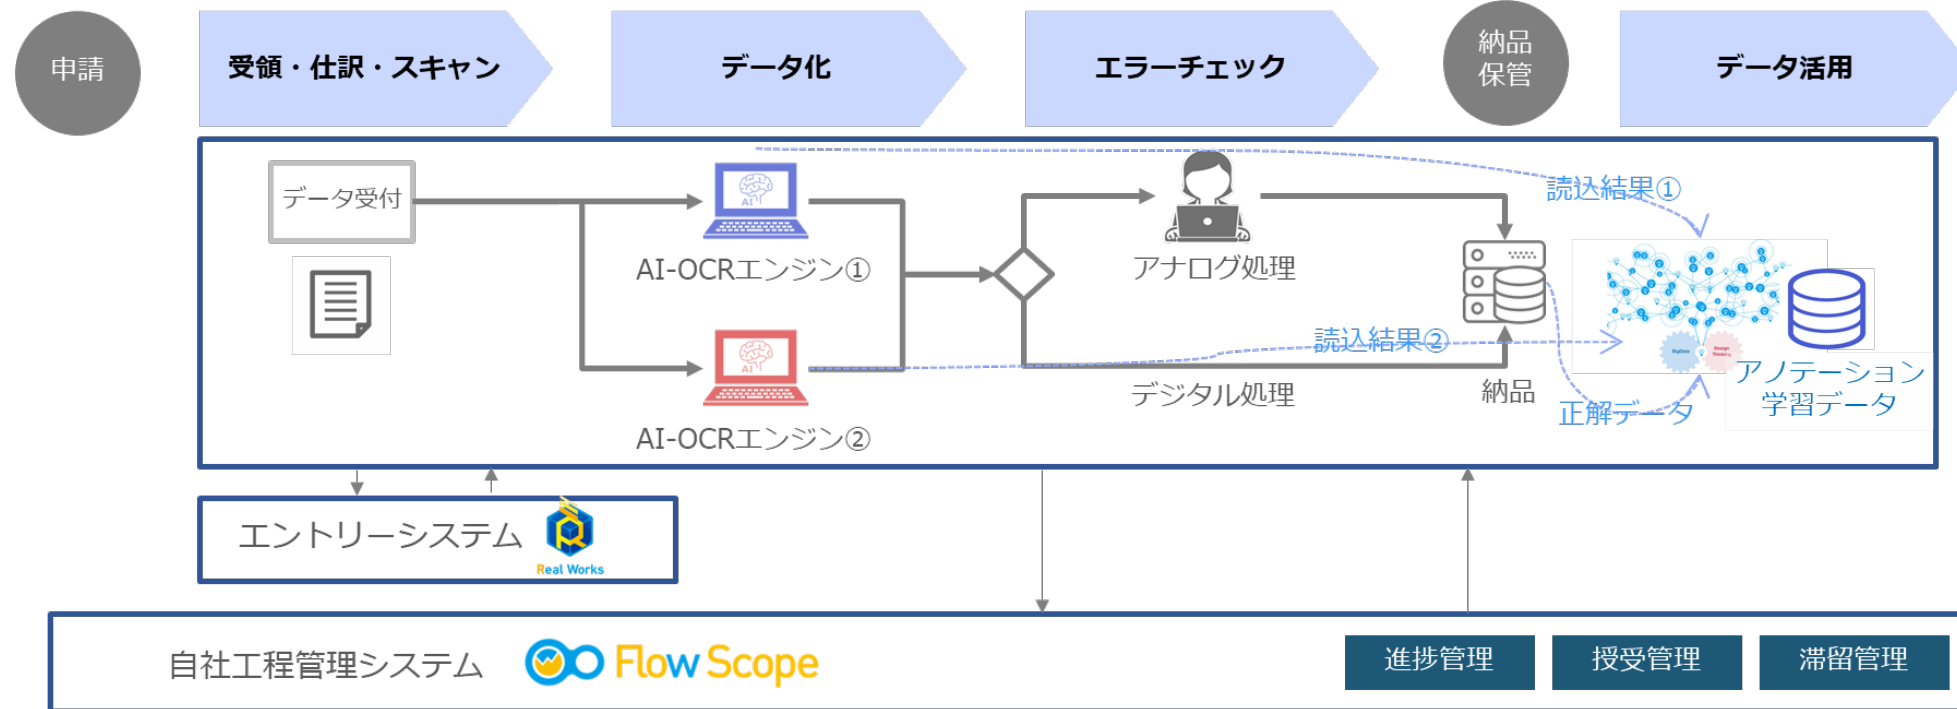 申請
受領・仕訳・スキャン
データ化
エラーチェック
納品
保管
データ活用
データ受付
AI
AI-OCRエンジン①
アナログ処理
読込結果①
AI
AI-OCRエンジン②
読込結果②
デジタル処理
納品
正解データ
BigData
Design
Thinking
アノテーション
学習データ
エントリーシステム
Real Works
自社工程管理システム
Flow Scope
進捗管理
授受管理
滞留管理